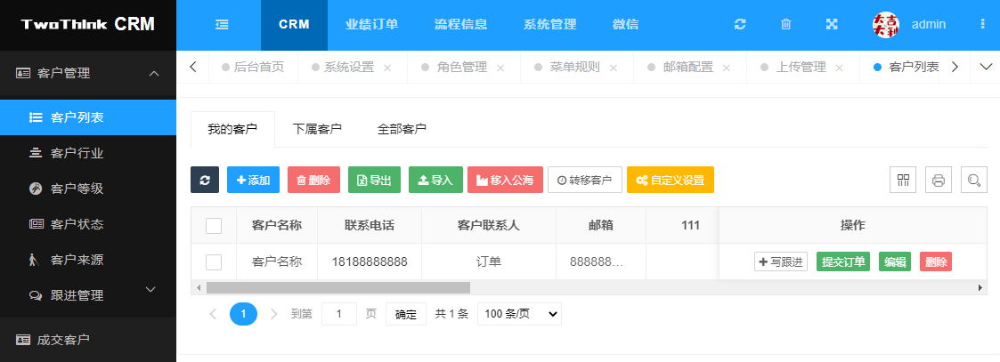 TwoThink CRM
CRM 业绩订单 流程信息 系统管理 微信 admin
后台首页 系统设置 角色管理 菜单规则 邮箱配置 上传管理 客户列表
客户管理
客户列表
客户行业
客户等级
客户状态
客户来源
跟进管理
成交客户
我的客户 下属客户 全部客户
添加 删除 导出 导入 移入公海 转移客户 自定义设置
客户名称 联系电话 客户联系人 邮箱 111 操作
客户名称 18188888888 订单 888888... 写跟进 提交订单 编辑 删除
1 到第 1 页 确定 共 1 条 100 条/页